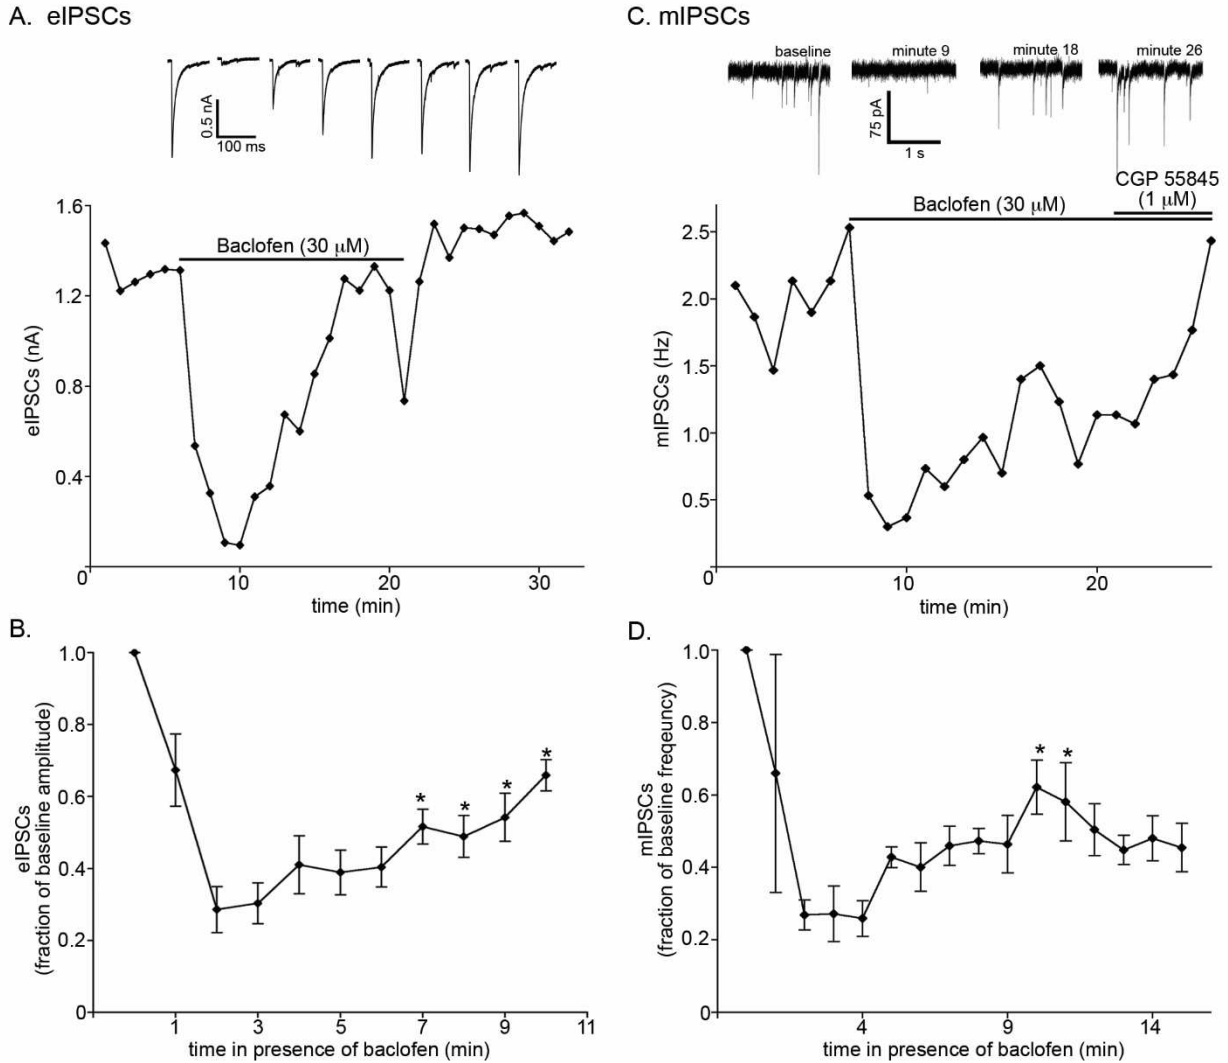 A. eIPSCs
0.5 nA
100 ms
1.6
1.2
0.8
0.4
0
10
20
30
eIPSCs (nA)
Baclofen (30 μM)
time (min)
C. mIPSCs
baseline
minute 9
minute 18
minute 26
75 pA
1 s
CGP 55845
(1 μM)
Baclofen (30 μM)
2.5
2.0
1.5
1.0
0.5
0
10
20
mIPSCs (Hz)
time (min)
B.
1.0
0.8
0.6
0.4
0.2
0
1
3
5
7
9
11
eIPSCs
(fraction of baseline amplitude)
* * * *
time in presence of baclofen (min)
D.
1.0
0.8
0.6
0.4
0.2
0
4
9
14
mIPSCs
(fraction of baseline freqeuncy)
* *
time in presence of baclofen (min)